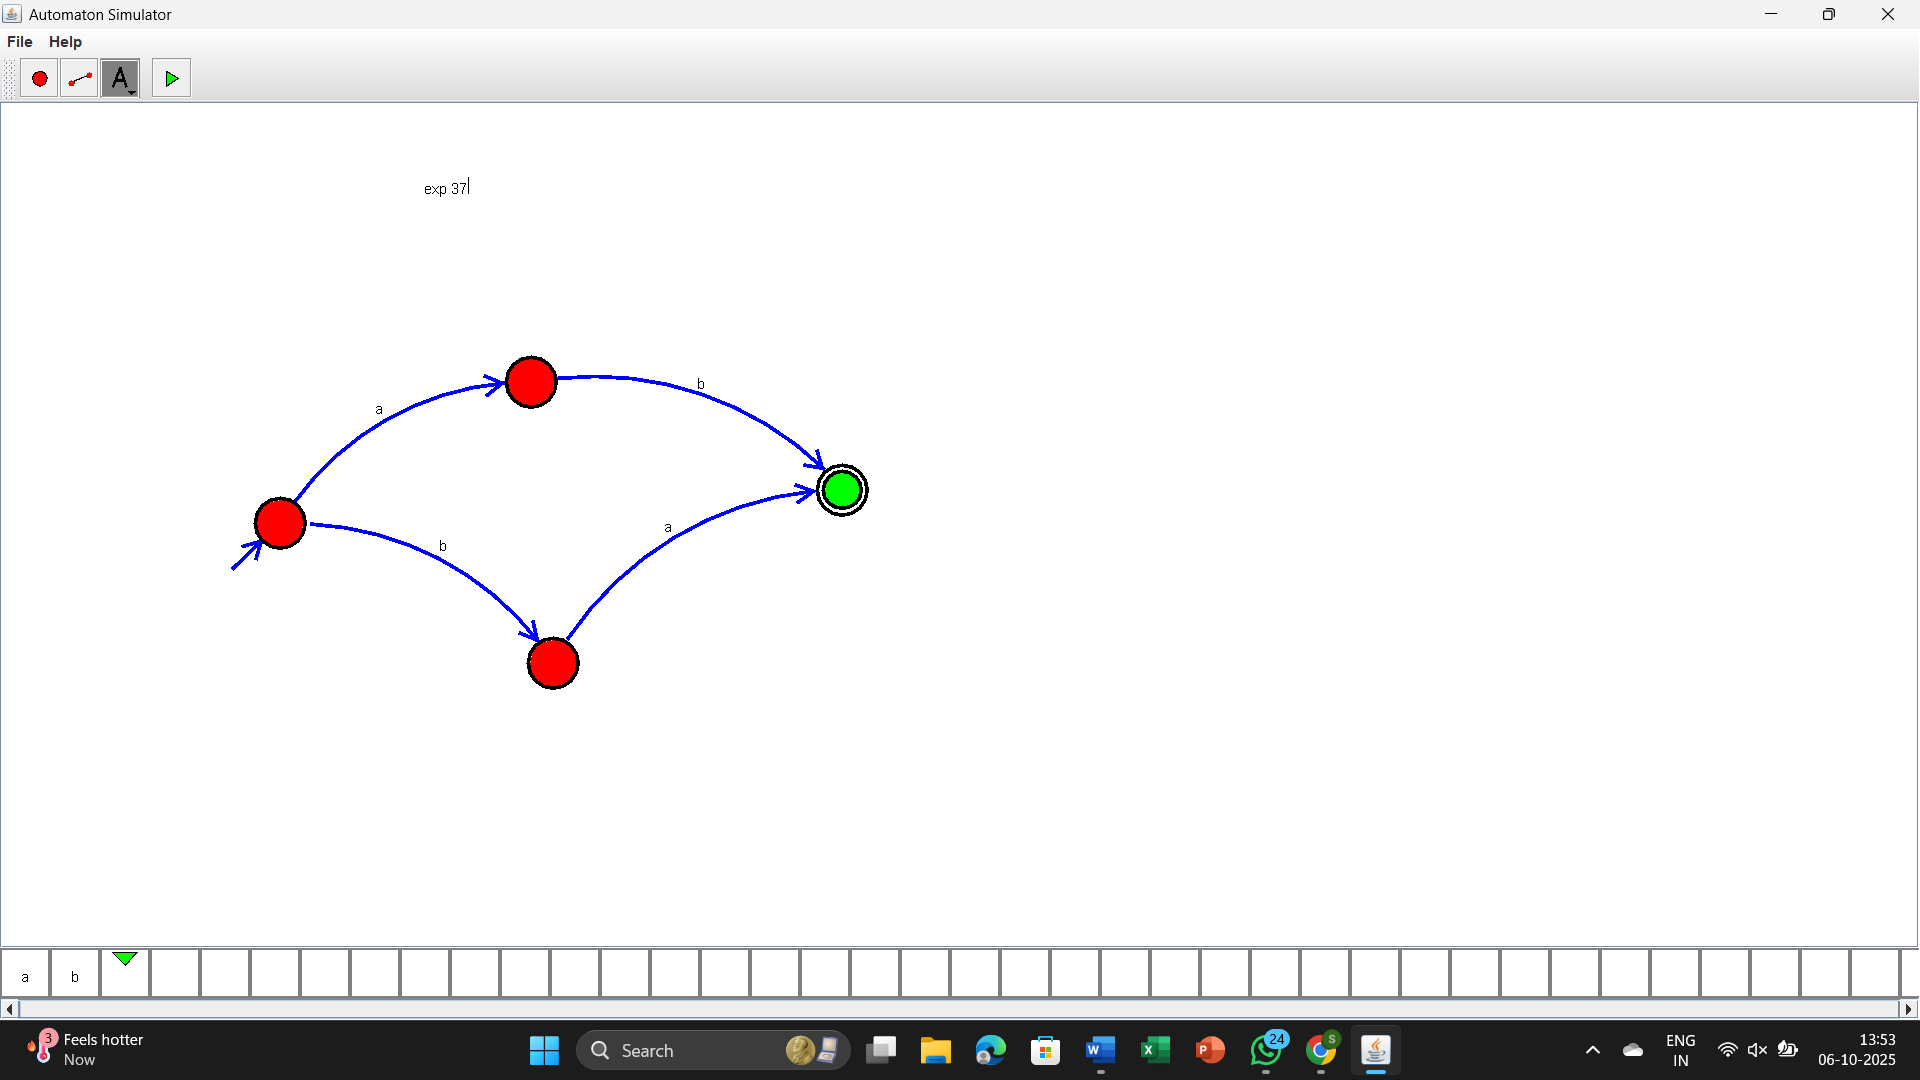 Automaton Simulator
File Help
A
exp 37
a
b
b
a
a b
3
Feels hotter
Now
Search
W
X
P
24
S
ENG
IN
13:53
06-10-2025